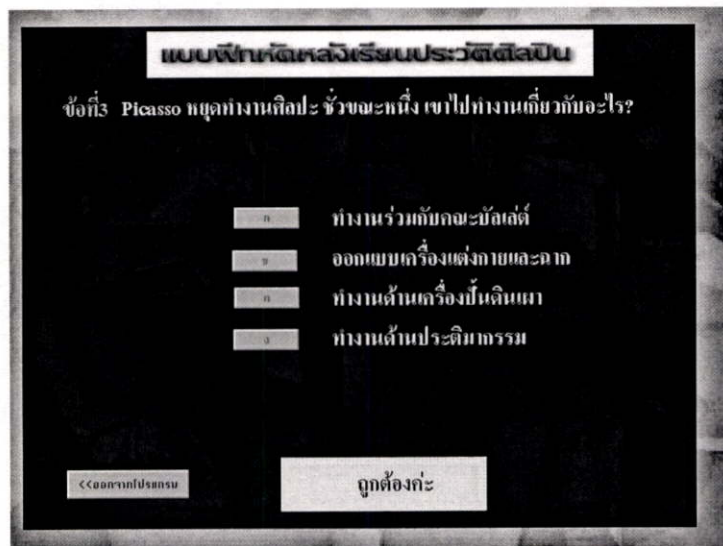 แบบฝึกหัดหลังเรียนประวัติศิลปิน
ข้อที่3 Picasso หยุดทำงานศิลปะ ชั่วขณะหนึ่ง เขาไปทำงานเกี่ยวกับอะไร?
ก ทำงานร่วมกับคณะบัลเล่ต์
ข ออกแบบเครื่องแต่งกายและฉาก
ค ทำงานด้านเครื่องปั้นดินเผา
ง ทำงานด้านประติมากรรม
<<ออกจากโปรแกรม
ถูกต้องค่ะ